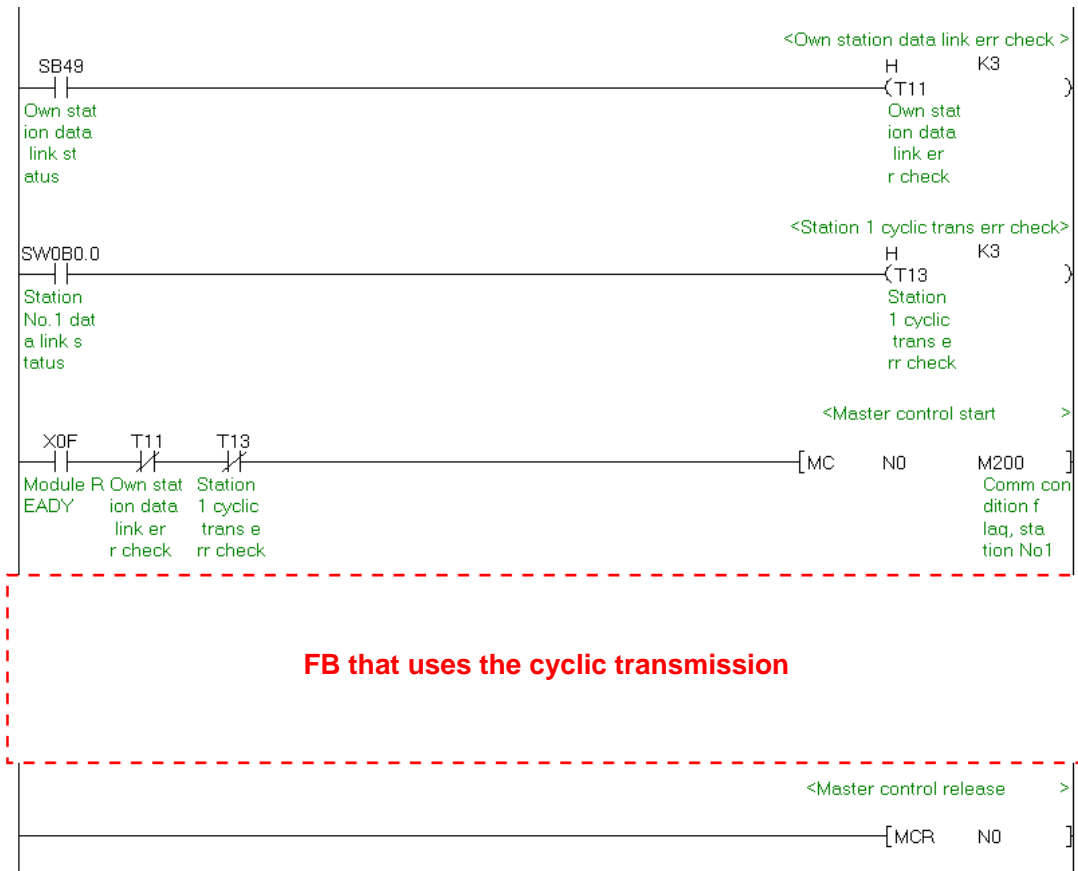 <Own station data link err check >
SB49 H K3
(T11 )
Own stat Own stat
ion data ion data
link st link er
atus r check
<Station 1 cyclic trans err check>
SW0B0.0 H K3
(T13 )
Station Station
No.1 dat 1 cyclic
a link s trans e
tatus rr check
<Master control start >
X0F T11 T13
[MC N0 M200 ]
Module R Own stat Station Comm con
EADY ion data 1 cyclic dition f
link er trans e laq, sta
r check rr check tion No1
FB that uses the cyclic transmission
<Master control release >
[MCR N0 ]